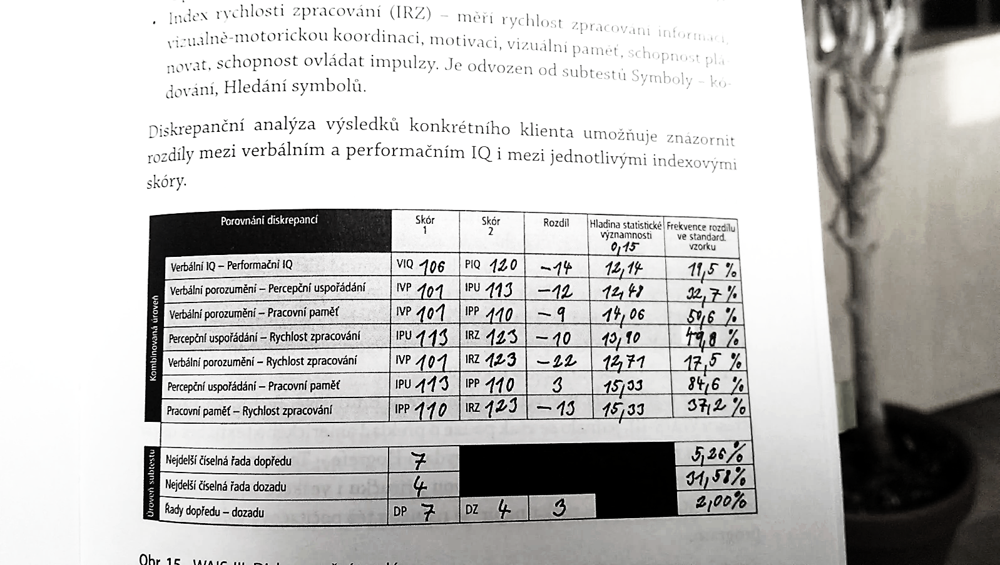 • Index rychlosti zpracování (IRZ) – měří rychlost zpracování informací,
vizuálně-motorickou koordinaci, motivaci, vizuální paměť, schopnost plá-
novat, schopnost ovládat impulzy. Je odvozen od subtestů Symboly – kó-
dování, Hledání symbolů.
Diskrepanční analýza výsledků konkrétního klienta umožňuje znázornit
rozdíly mezi verbálním a performačním IQ i mezi jednotlivými indexovými
skóry.
Porovnání diskrepancí Skór 1 Skór 2 Rozdíl Hladina statistické významnosti 0,15 Frekvence rozdílu ve standard. vzorku
Kombinovaná úroveň
Verbální IQ – Performační IQ VIQ 106 PIQ 120 –14 12,14 19,5 %
Verbální porozumění – Percepční uspořádání IVP 101 IPU 113 –12 12,48 32,7 %
Verbální porozumění – Pracovní paměť IVP 101 IPP 110 – 9 14,06 50,6 %
Percepční uspořádání – Rychlost zpracování IPU 113 IRZ 123 – 10 13,90 49,8 %
Verbální porozumění – Rychlost zpracování IVP 101 IRZ 123 –22 12,71 17,5 %
Percepční uspořádání – Pracovní paměť IPU 113 IPP 110 3 15,33 84,6 %
Pracovní paměť – Rychlost zpracování IPP 110 IRZ 123 – 13 15,33 37,2 %
Úroveň subtestu
Nejdelší číselná řada dopředu 7 5,26%
Nejdelší číselná řada dozadu 4 31,58%
Řady dopředu – dozadu DP 7 DZ 4 3 2,00%
Obr. 15 WAIS-III